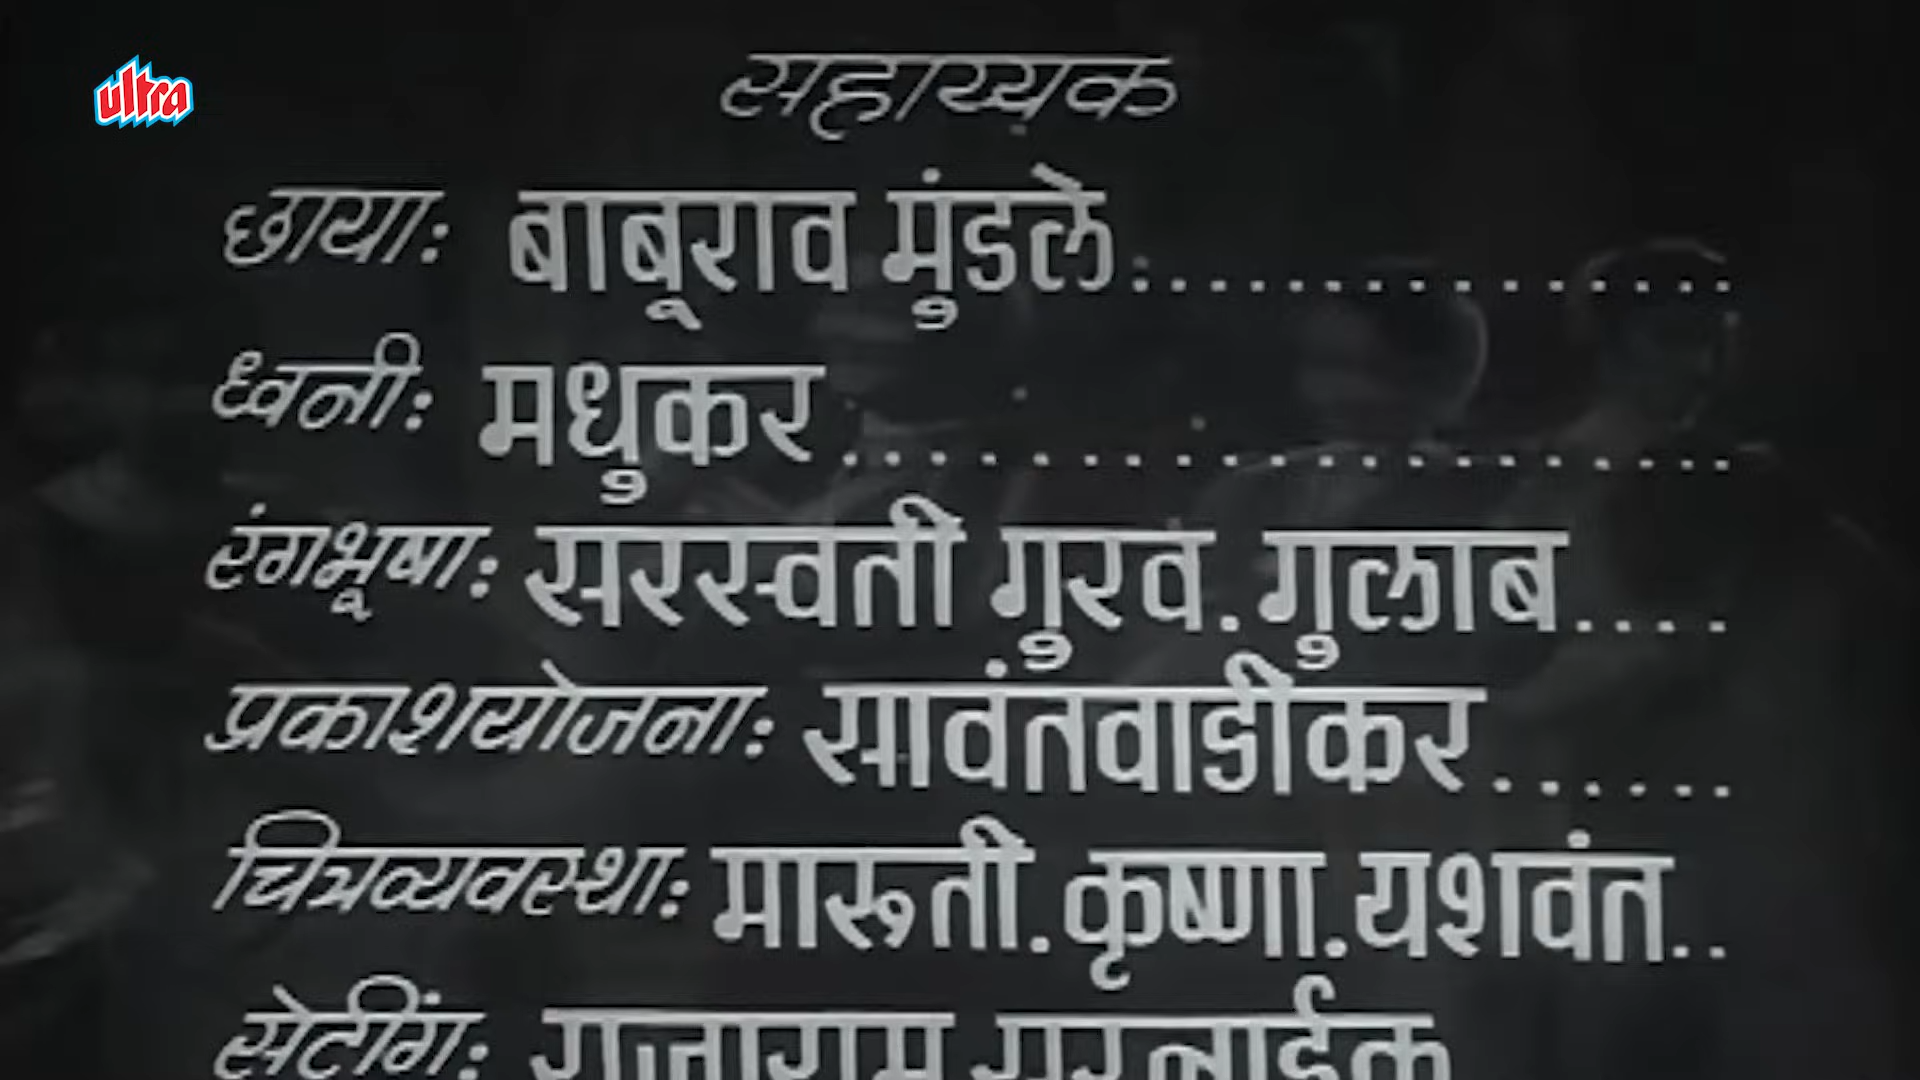 ultra
सहाय्यक
छाया: बाबूराव मुंडले..................
ध्वनी: मधुकर...................
रंगभूषा: सरस्वती गुरव. गुलाब....
प्रकाशयोजना: सावंतवाडीकर......
चित्रव्यवस्था: मारूती.कृष्णा.यशवंत..
सेटींग: राजाराम